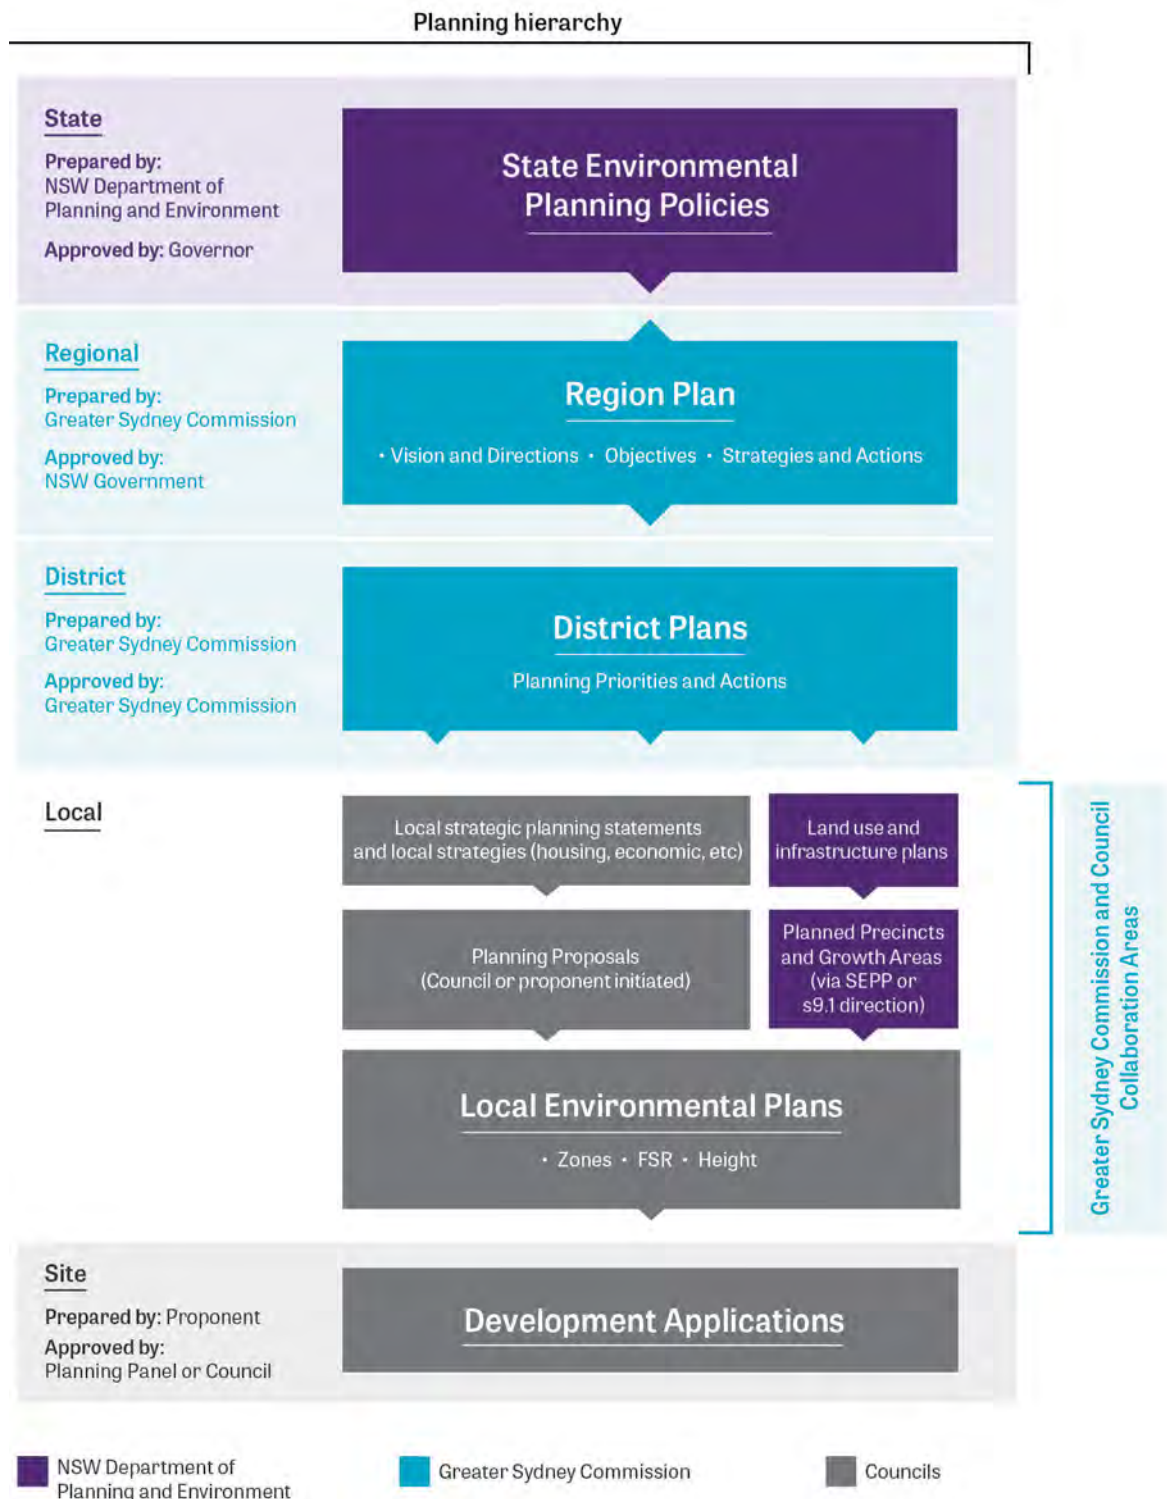 Planning hierarchy
State
Prepared by:
NSW Department of
Planning and Environment
Approved by: Governor
State Environmental
Planning Policies
Regional
Prepared by:
Greater Sydney Commission
Approved by:
NSW Government
Region Plan
• Vision and Directions • Objectives • Strategies and Actions
District
Prepared by:
Greater Sydney Commission
Approved by:
Greater Sydney Commission
District Plans
Planning Priorities and Actions
Local
Local strategic planning statements
and local strategies (housing, economic, etc)
Land use and
infrastructure plans
Planning Proposals
(Council or proponent initiated)
Planned Precincts
and Growth Areas
(via SEPP or
s9.1 direction)
Local Environmental Plans
• Zones • FSR • Height
Greater Sydney Commission and Council
Collaboration Areas
Site
Prepared by: Proponent
Approved by:
Planning Panel or Council
Development Applications
NSW Department of
Planning and Environment
Greater Sydney Commission
Councils